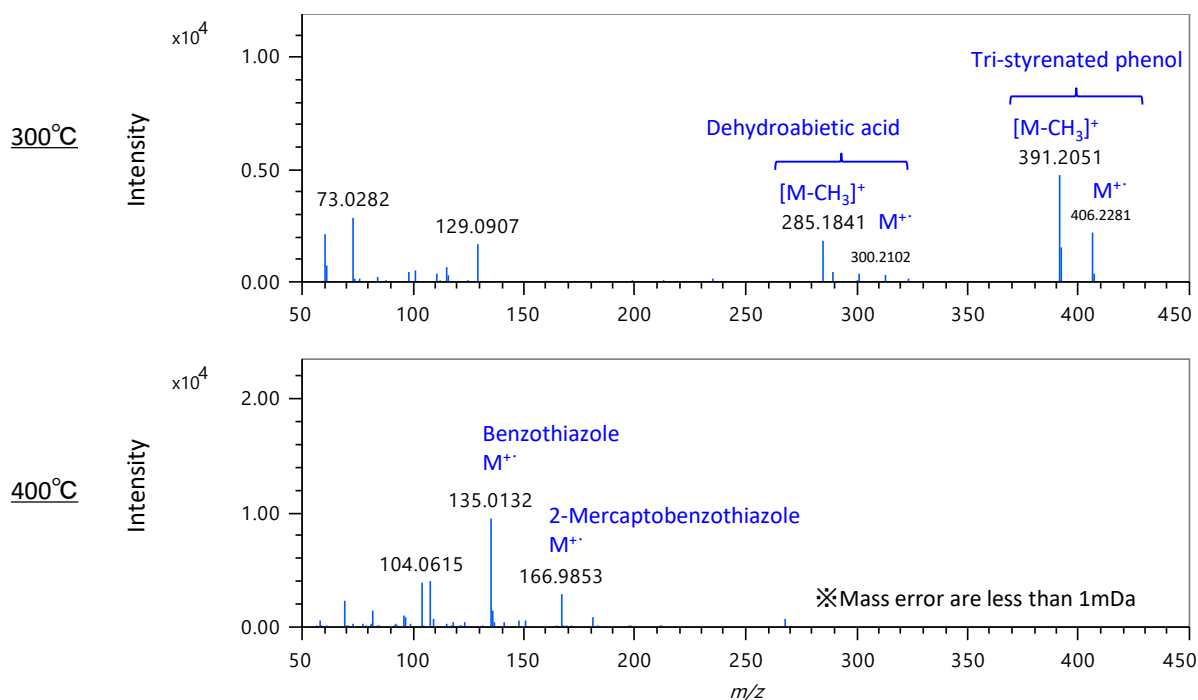 300℃
Intensity
x10⁴
1.00
0.50
0.00
Tri-styrenated phenol
Dehydroabietic acid
[M-CH₃]⁺
391.2051
M⁺˙
406.2281
[M-CH₃]⁺
285.1841
M⁺˙
300.2102
73.0282
129.0907
50 100 150 200 250 300 350 400 450
400℃
Intensity
x10⁴
2.00
1.00
0.00
Benzothiazole
M⁺˙
135.0132
2-Mercaptobenzothiazole
M⁺˙
104.0615
166.9853
※Mass error are less than 1mDa
50 100 150 200 250 300 350 400 450
m/z